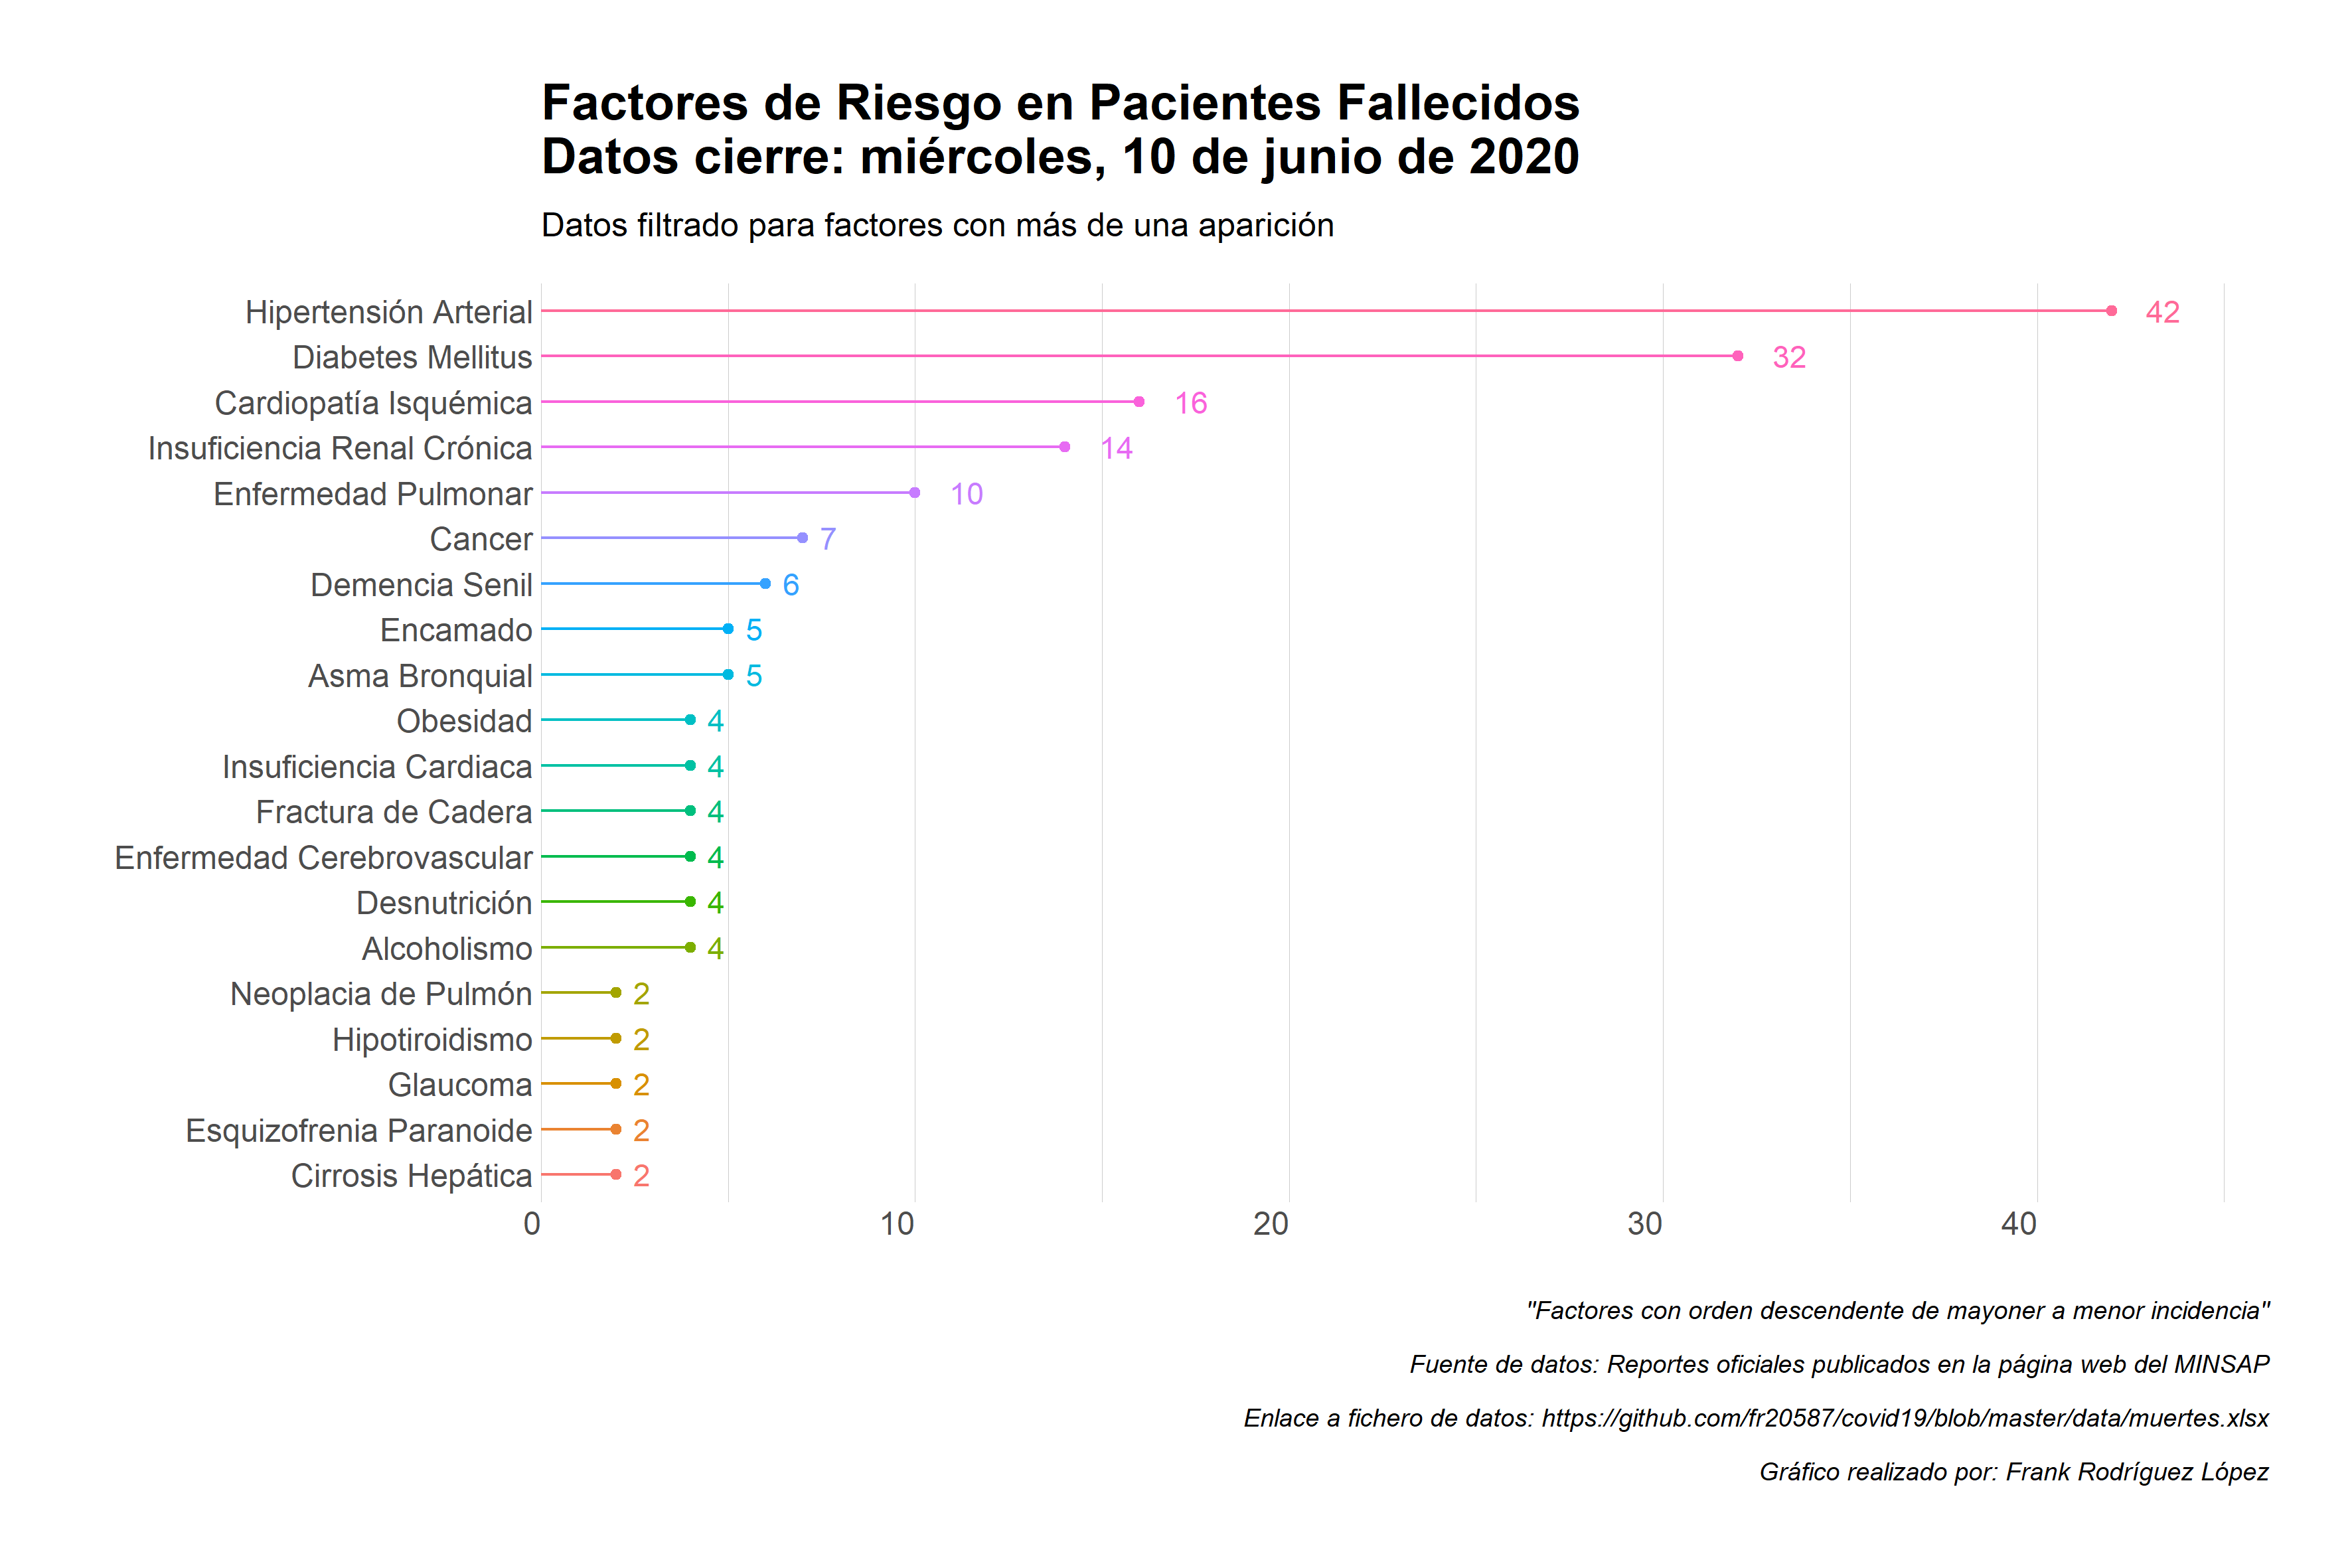 Factores de Riesgo en Pacientes Fallecidos
Datos cierre: miércoles, 10 de junio de 2020
Datos filtrado para factores con más de una aparición
Hipertensión Arterial 42
Diabetes Mellitus 32
Cardiopatía Isquémica 16
Insuficiencia Renal Crónica 14
Enfermedad Pulmonar 10
Cancer 7
Demencia Senil 6
Encamado 5
Asma Bronquial 5
Obesidad 4
Insuficiencia Cardiaca 4
Fractura de Cadera 4
Enfermedad Cerebrovascular 4
Desnutrición 4
Alcoholismo 4
Neoplacia de Pulmón 2
Hipotiroidismo 2
Glaucoma 2
Esquizofrenia Paranoide 2
Cirrosis Hepática 2
0 10 20 30 40
"Factores con orden descendente de mayoner a menor incidencia"
Fuente de datos: Reportes oficiales publicados en la página web del MINSAP
Enlace a fichero de datos: https://github.com/fr20587/covid19/blob/master/data/muertes.xlsx
Gráfico realizado por: Frank Rodríguez López